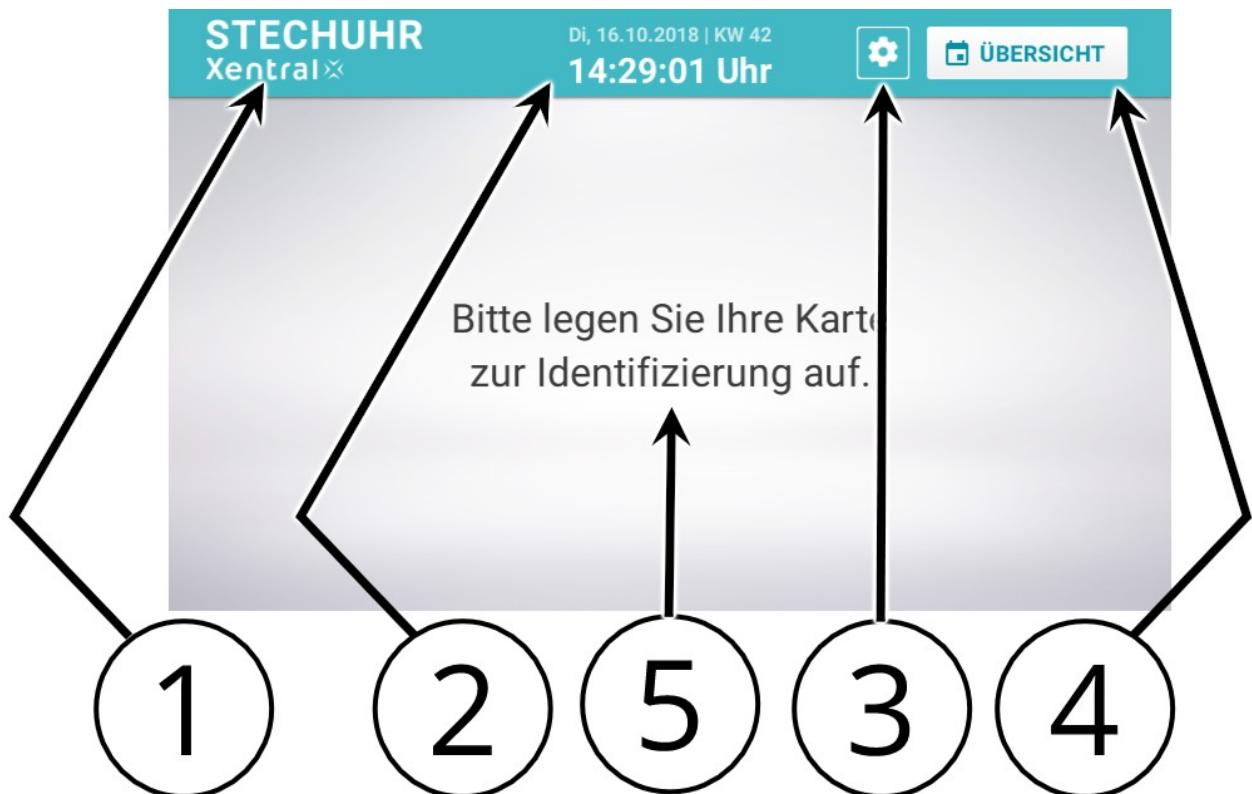 STECHUHR
Xentral
Di, 16.10.2018 | KW 42
14:29:01 Uhr
ÜBERSICHT
Bitte legen Sie Ihre Karte
zur Identifizierung auf.
1
2
5
3
4